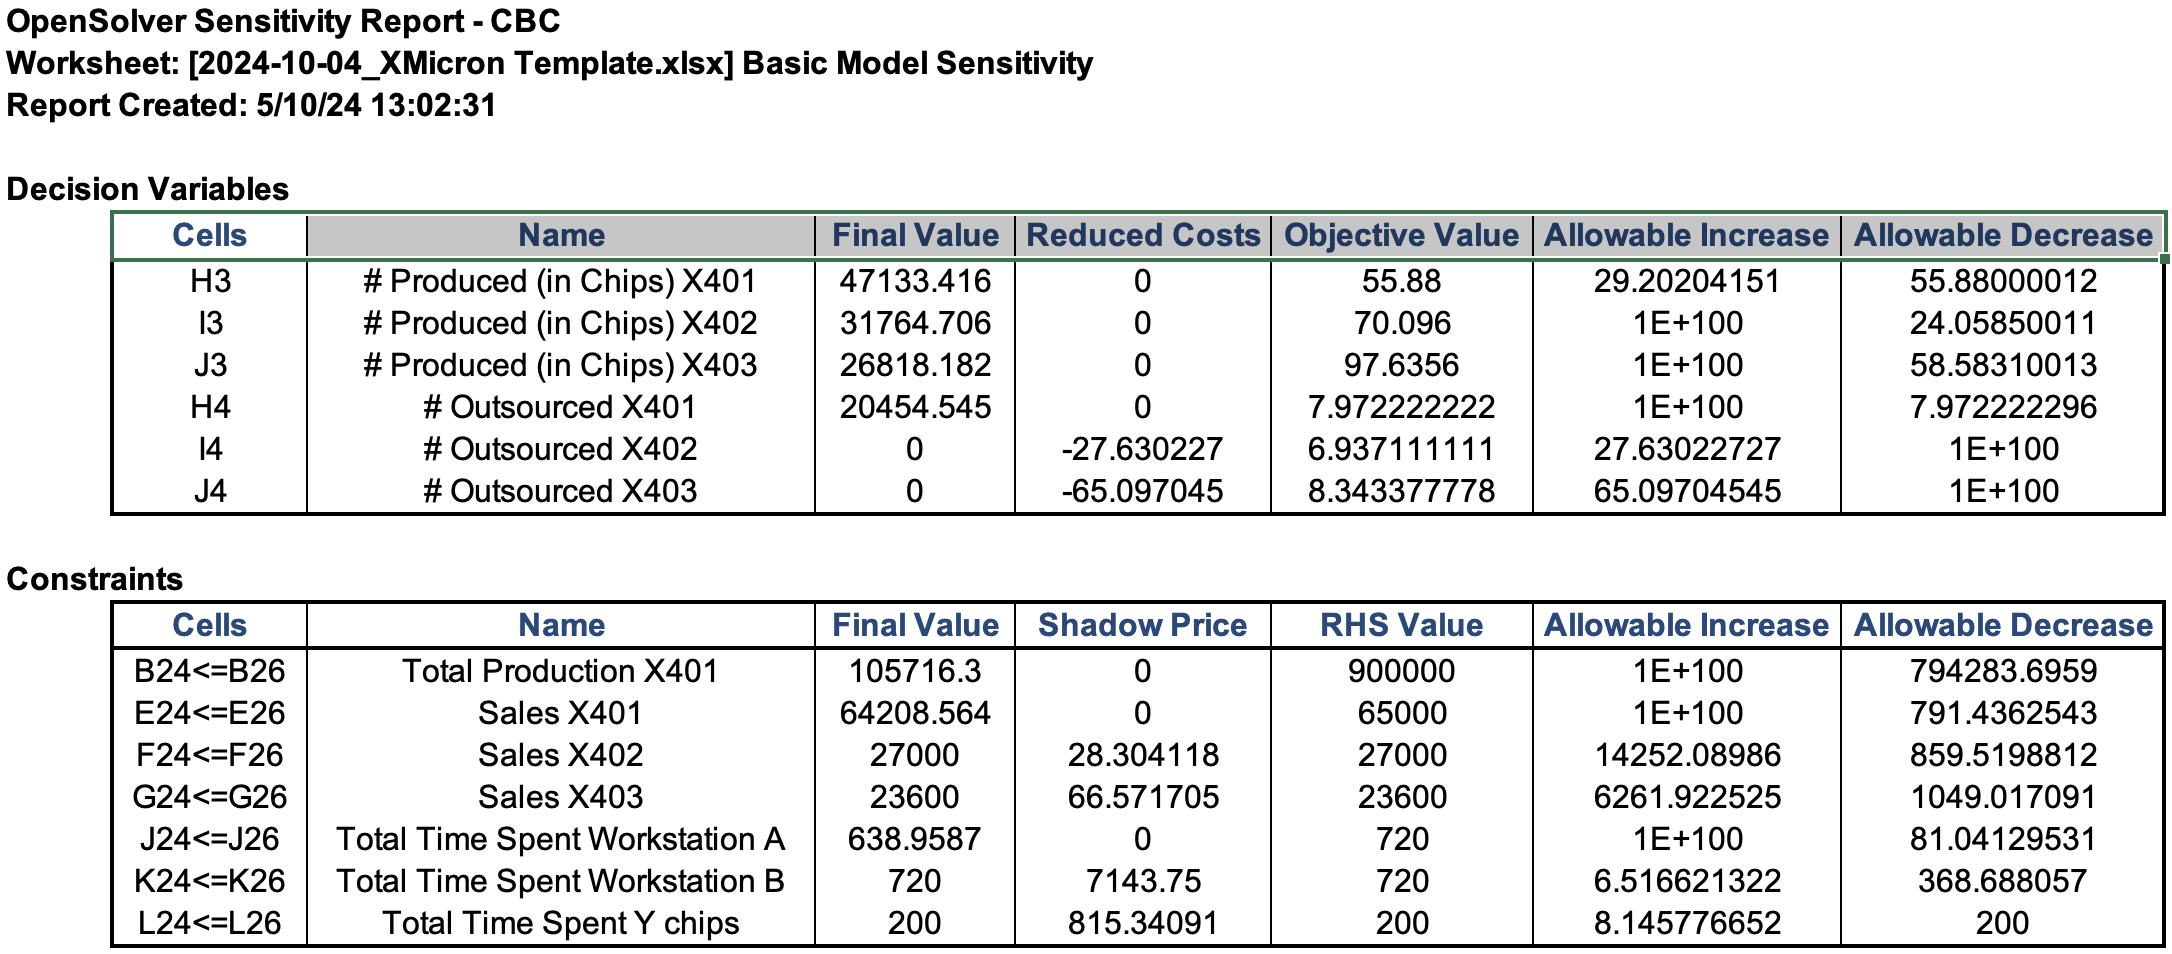 OpenSolver Sensitivity Report - CBC
Worksheet: [2024-10-04_XMicron Template.xlsx] Basic Model Sensitivity
Report Created: 5/10/24 13:02:31
Decision Variables
Cells Name Final Value Reduced Costs Objective Value Allowable Increase Allowable Decrease
H3 # Produced (in Chips) X401 47133.416 0 55.88 29.20204151 55.88000012
I3 # Produced (in Chips) X402 31764.706 0 70.096 1E+100 24.05850011
J3 # Produced (in Chips) X403 26818.182 0 97.6356 1E+100 58.58310013
H4 # Outsourced X401 20454.545 0 7.972222222 1E+100 7.972222296
I4 # Outsourced X402 0 -27.630227 6.937111111 27.63022727 1E+100
J4 # Outsourced X403 0 -65.097045 8.343377778 65.09704545 1E+100
Constraints
Cells Name Final Value Shadow Price RHS Value Allowable Increase Allowable Decrease
B24<=B26 Total Production X401 105716.3 0 900000 1E+100 794283.6959
E24<=E26 Sales X401 64208.564 0 65000 1E+100 791.4362543
F24<=F26 Sales X402 27000 28.304118 27000 14252.08986 859.5198812
G24<=G26 Sales X403 23600 66.571705 23600 6261.922525 1049.017091
J24<=J26 Total Time Spent Workstation A 638.9587 0 720 1E+100 81.04129531
K24<=K26 Total Time Spent Workstation B 720 7143.75 720 6.516621322 368.688057
L24<=L26 Total Time Spent Y chips 200 815.34091 200 8.145776652 200